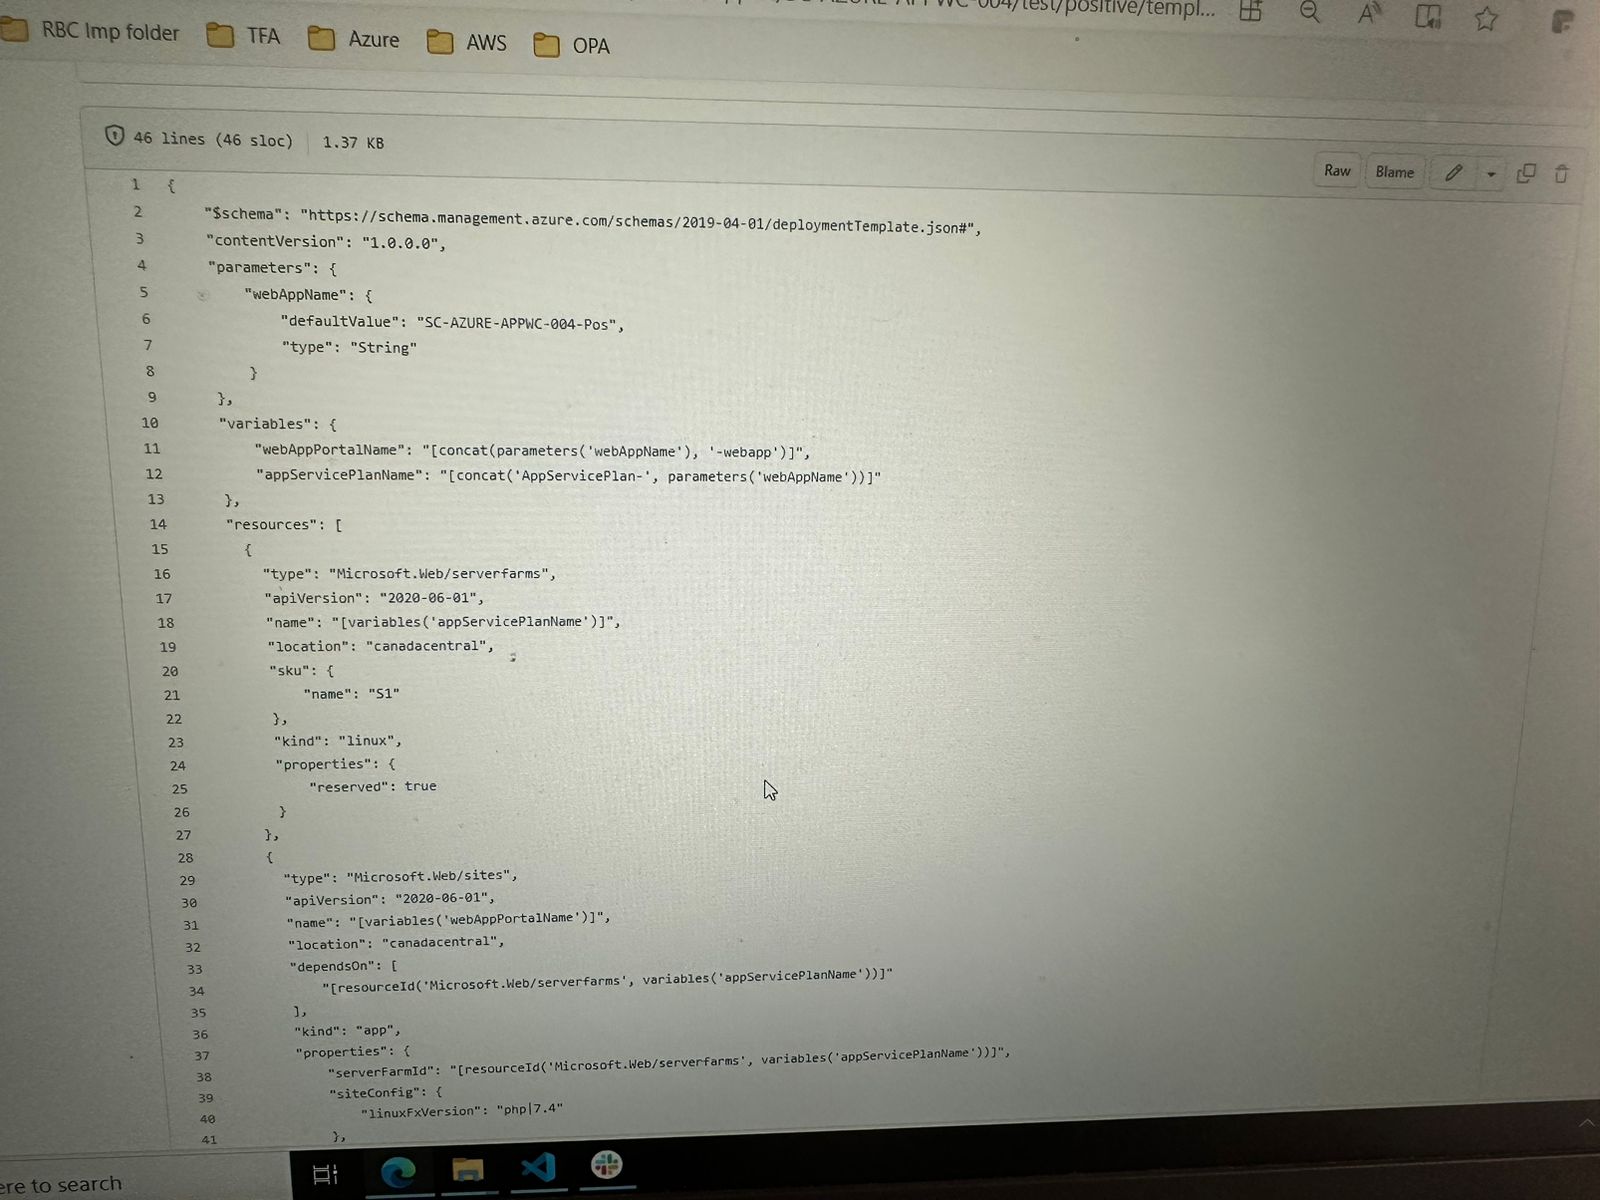 004/test/positive/templ...
RBC Imp folder TFA Azure AWS OPA
46 lines (46 sloc) 1.37 KB
Raw Blame
1 {
2 "$schema": "https://schema.management.azure.com/schemas/2019-04-01/deploymentTemplate.json#",
3 "contentVersion": "1.0.0.0",
4 "parameters": {
5 "webAppName": {
6 "defaultValue": "SC-AZURE-APPWC-004-Pos",
7 "type": "String"
8 }
9 },
10 "variables": {
11 "webAppPortalName": "[concat(parameters('webAppName'), '-webapp')]",
12 "appServicePlanName": "[concat('AppServicePlan-', parameters('webAppName'))]"
13 },
14 "resources": [
15 {
16 "type": "Microsoft.Web/serverfarms",
17 "apiVersion": "2020-06-01",
18 "name": "[variables('appServicePlanName')]",
19 "location": "canadacentral",
20 "sku": {
21 "name": "S1"
22 },
23 "kind": "linux",
24 "properties": {
25 "reserved": true
26 }
27 },
28 {
29 "type": "Microsoft.Web/sites",
30 "apiVersion": "2020-06-01",
31 "name": "[variables('webAppPortalName')]",
32 "location": "canadacentral",
33 "dependsOn": [
34 "[resourceId('Microsoft.Web/serverfarms', variables('appServicePlanName'))]"
35 ],
36 "kind": "app",
37 "properties": {
38 "serverFarmId": "[resourceId('Microsoft.Web/serverfarms', variables('appServicePlanName'))]",
39 "siteConfig": {
40 "linuxFxVersion": "php|7.4"
41 },
ere to search